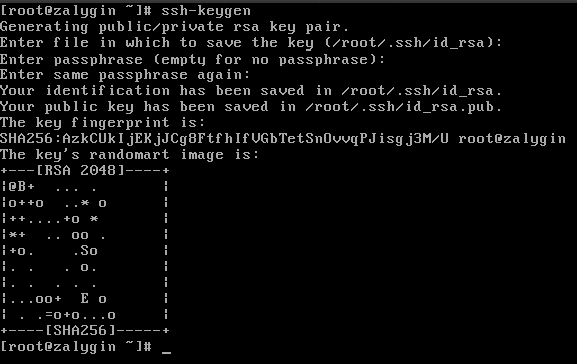 [root@zalygin ~]# ssh-keygen
Generating public/private rsa key pair.
Enter file in which to save the key (/root/.ssh/id_rsa):
Enter passphrase (empty for no passphrase):
Enter same passphrase again:
Your identification has been saved in /root/.ssh/id_rsa.
Your public key has been saved in /root/.ssh/id_rsa.pub.
The key fingerprint is:
SHA256:AzkCUkIjEKjJCg8FtfhIfVGbTetSnOvvqPJisgj3M/U root@zalygin
The key's randomart image is:
+---[RSA 2048]----+
|@B+  ... .       |
|o++o  ..* o      |
|++....+o *       |
|*+  .. oo .      |
|+o.    .So       |
|. .   . o.       |
|. .  . . .       |
|...oo+  E o      |
| . .=o+o...o     |
+----[SHA256]-----+
[root@zalygin ~]# _